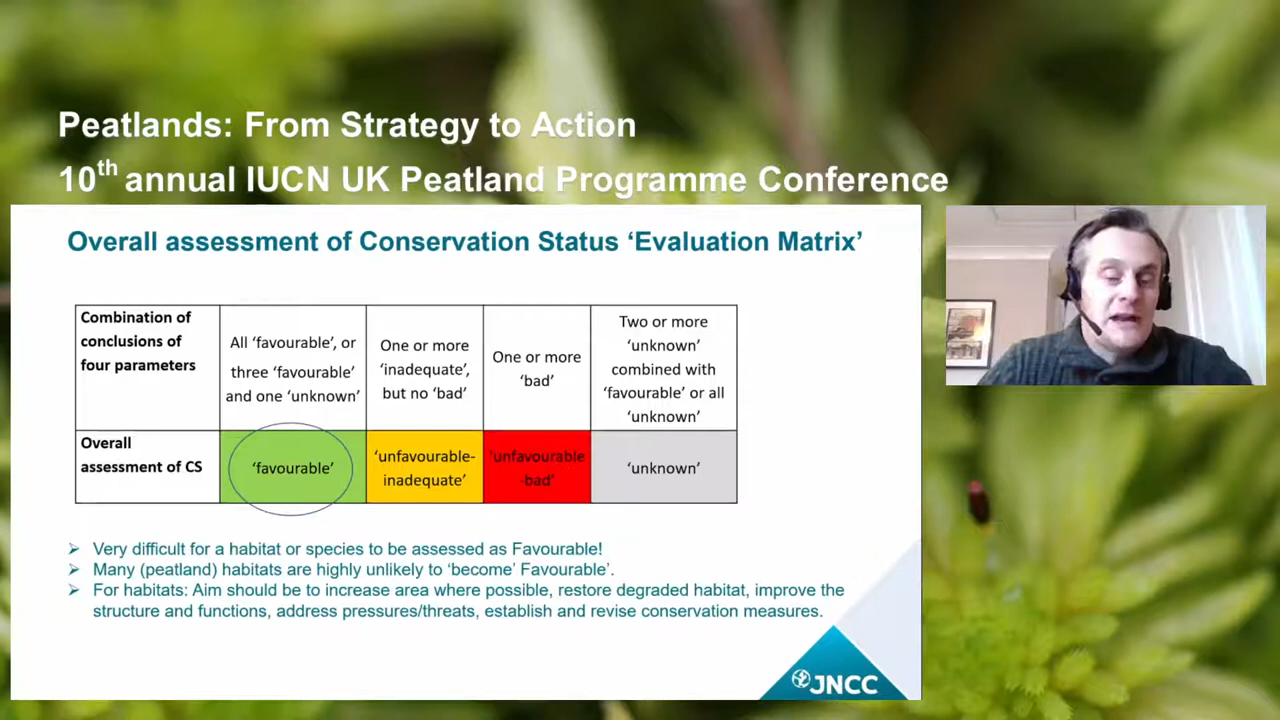 Peatlands: From Strategy to Action
10th annual IUCN UK Peatland Programme Conference
Overall assessment of Conservation Status ‘Evaluation Matrix’
Combination of
conclusions of
four parameters
All ‘favourable’, or
three ‘favourable’
and one ‘unknown’
One or more
‘inadequate’,
but no ‘bad’
One or more
‘bad’
Two or more
‘unknown’
combined with
‘favourable’ or all
‘unknown’
Overall
assessment of CS
‘favourable’
‘unfavourable-
inadequate’
‘unfavourable
-bad’
‘unknown’
➢ Very difficult for a habitat or species to be assessed as Favourable!
➢ Many (peatland) habitats are highly unlikely to ‘become’ Favourable’.
➢ For habitats: Aim should be to increase area where possible, restore degraded habitat, improve the
structure and functions, address pressures/threats, establish and revise conservation measures.
JNCC